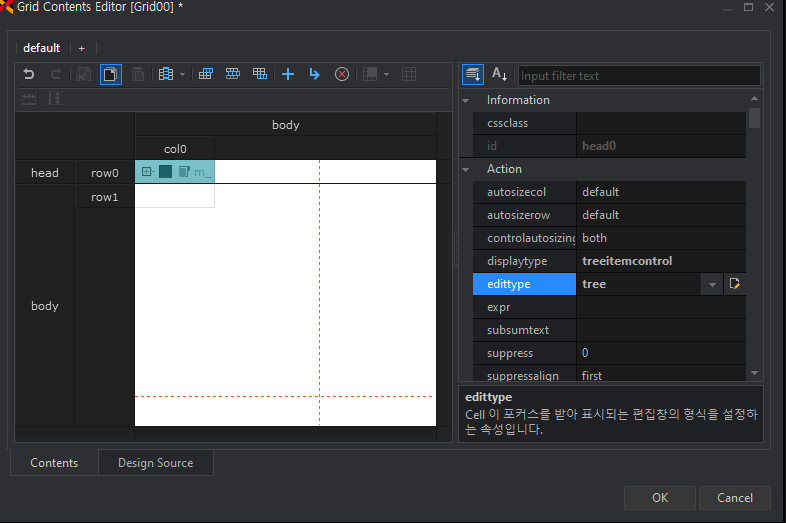 Grid Contents Editor [Grid00] *
default +
Input filter text
Information
cssclass
id head0
Action
autosizecol default
autosizerow default
controlautosizing both
displaytype treeitemcontrol
edittype tree
expr
subsumtext
suppress 0
suppressalign first
body
col0
head row0 m_
row1
body
edittype
Cell 이 포커스를 받아 표시되는 편집창의 형식을 설정하
는 속성입니다.
Contents Design Source
OK Cancel